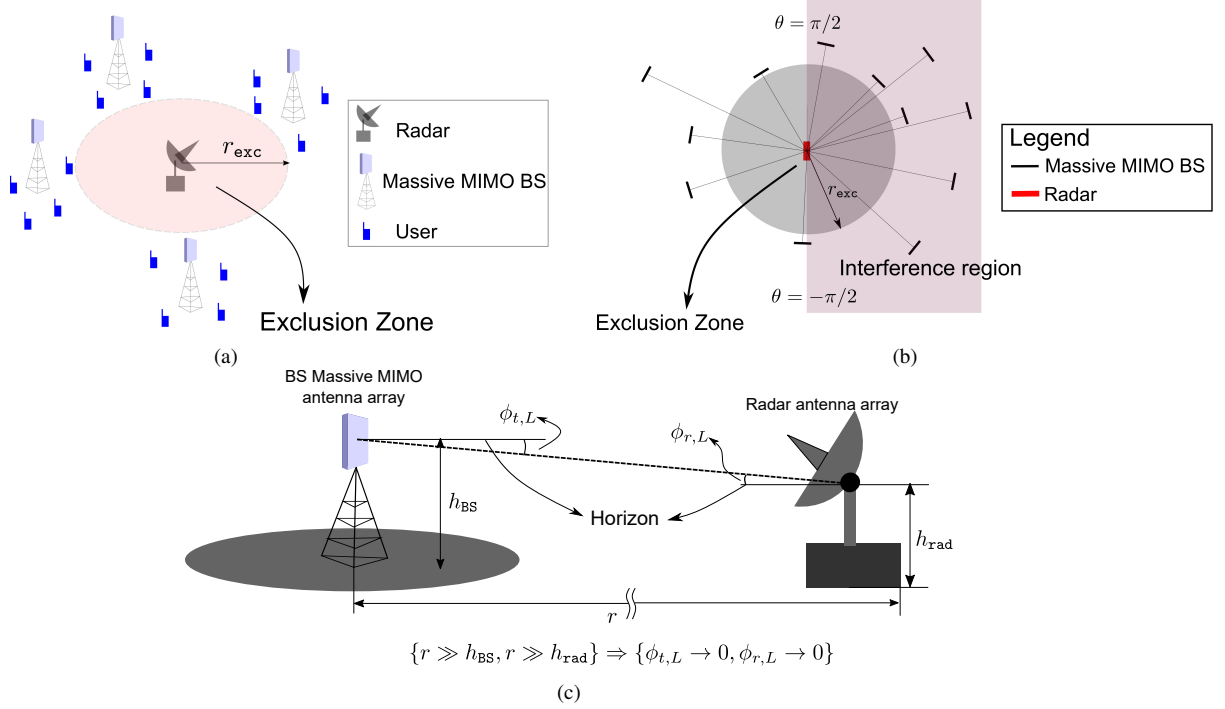 r_exc
Exclusion Zone
(a)
Radar
Massive MIMO BS
User
θ = π/2
r_exc
Interference region
θ = −π/2
Exclusion Zone
(b)
Legend
Massive MIMO BS
Radar
BS Massive MIMO
antenna array
ϕ_{t,L}
h_BS
Horizon
ϕ_{r,L}
Radar antenna array
h_rad
r
{r ≫ h_BS, r ≫ h_rad} ⇒ {ϕ_{t,L} → 0, ϕ_{r,L} → 0}
(c)